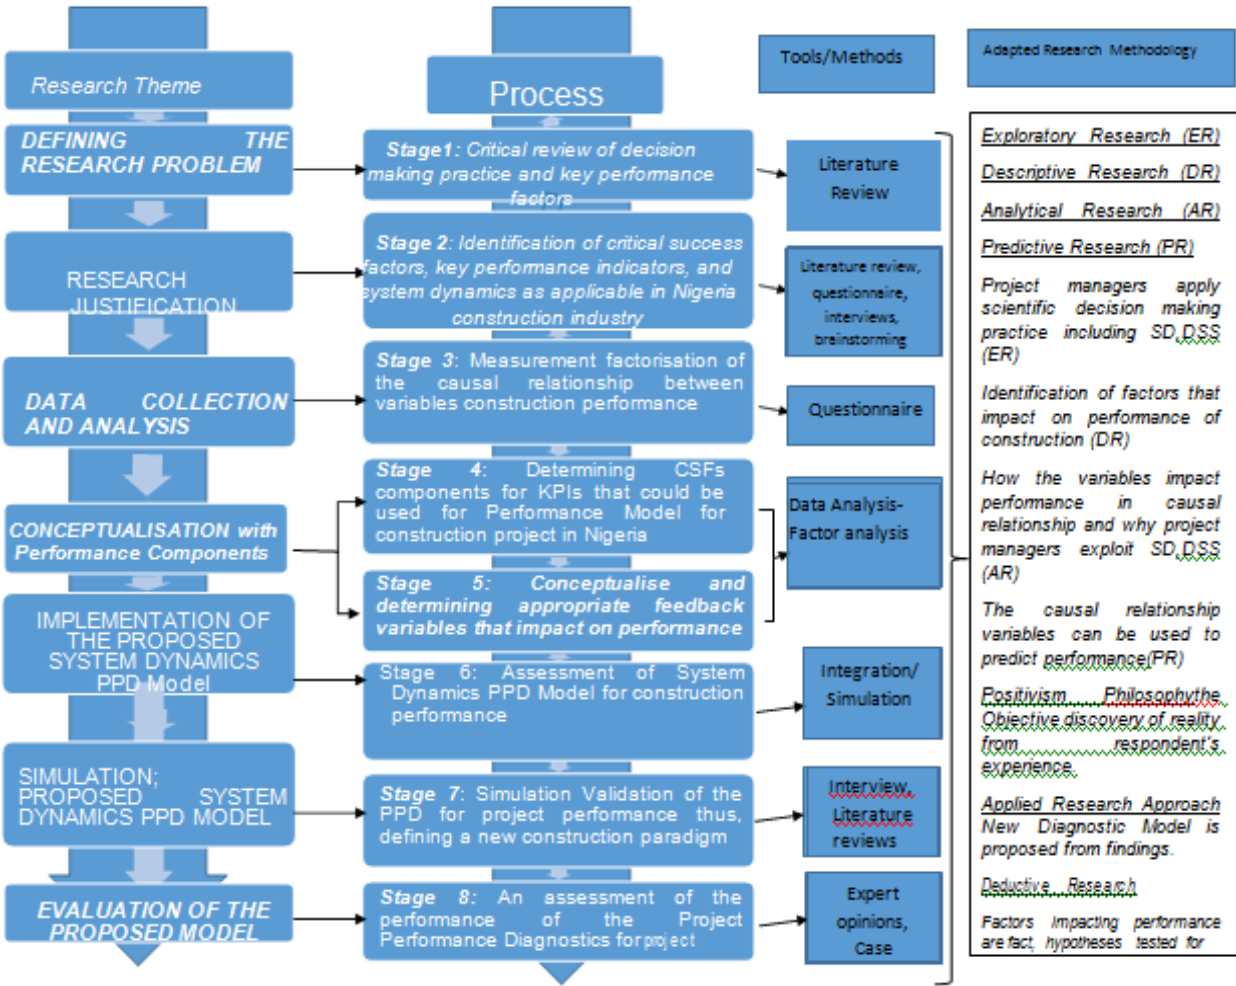 Research Theme
DEFINING THE
RESEARCH PROBLEM
RESEARCH
JUSTIFICATION
DATA COLLECTION
AND ANALYSIS
CONCEPTUALISATION with
Performance Components
IMPLEMENTATION OF
THE PROPOSED
SYSTEM DYNAMICS
PPD Model
SIMULATION;
PROPOSED SYSTEM
DYNAMICS PPD MODEL
EVALUATION OF THE
PROPOSED MODEL
Process
Stage1: Critical review of decision
making practice and key performance
factors
Stage 2: Identification of critical success
factors, key performance indicators, and
system dynamics as applicable in Nigeria
construction industry
Stage 3: Measurement factorisation of
the causal relationship between
variables construction performance
Stage 4: Determining CSFs
components for KPIs that could be
used for Performance Model for
construction project in Nigeria
Stage 5: Conceptualise and
determining appropriate feedback
variables that impact on performance
Stage 6: Assessment of System
Dynamics PPD Model for construction
performance
Stage 7: Simulation Validation of the
PPD for project performance thus,
defining a new construction paradigm
Stage 8: An assessment of the
performance of the Project
Performance Diagnostics for project
Tools/Methods
Literature
Review
Literature review,
questionnaire,
interviews,
brainstorming
Questionnaire
Data Analysis-
Factor analysis
Integration/
Simulation
Interview,
Literature
reviews
Expert
opinions,
Case
Adapted Research Methodology
Exploratory Research (ER)
Descriptive Research (DR)
Analytical Research (AR)
Predictive Research (PR)
Project managers apply
scientific decision making
practice including SD,DSS
(ER)
Identification of factors that
impact on performance of
construction (DR)
How the variables impact
performance in causal
relationship and why project
managers exploit SD,DSS
(AR)
The causal relationship
variables can be used to
predict performance(PR)
Positivism Philosophythe
Objective discovery of reality
from respondent's
experience.
Applied Research Approach
New Diagnostic Model is
proposed from findings.
Deductive Research
Factors impacting performance
are fact, hypotheses tested for